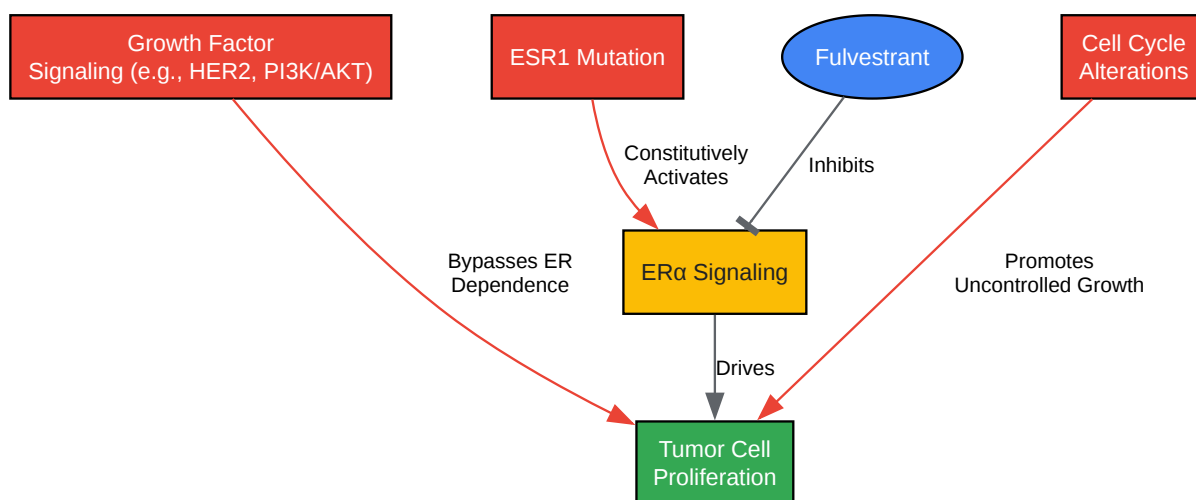 Growth Factor
Signaling (e.g., HER2, PI3K/AKT)
ESR1 Mutation
Fulvestrant
Cell Cycle
Alterations
Constitutively
Activates
Inhibits
Bypasses ER
Dependence
ERα Signaling
Promotes
Uncontrolled Growth
Drives
Tumor Cell
Proliferation